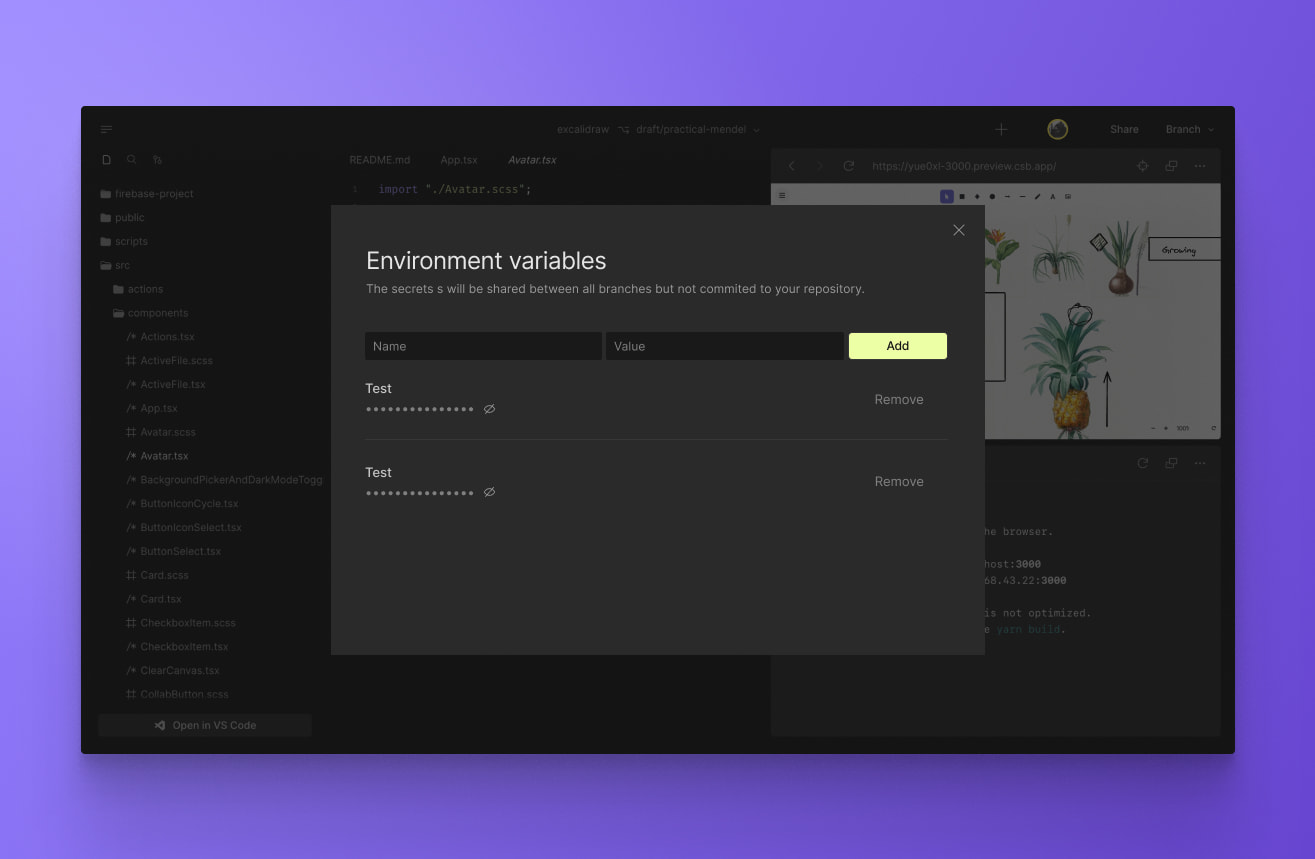 excalidraw draft/practical-mendel
Share
Branch
README.md
App.tsx
Avatar.tsx
https://yue0xl-3000.preview.csb.app/
firebase-project
public
scripts
src
actions
components
/* Actions.tsx
ActiveFile.scss
/* ActiveFile.tsx
/* App.tsx
Avatar.scss
/* Avatar.tsx
/* BackgroundPickerAndDarkModeTogg
/* ButtonIconCycle.tsx
/* ButtonIconSelect.tsx
/* ButtonSelect.tsx
Card.scss
/* Card.tsx
CheckboxItem.scss
/* CheckboxItem.tsx
/* ClearCanvas.tsx
CollabButton.scss
Open in VS Code
1 import "./Avatar.scss";
Environment variables
The secrets s will be shared between all branches but not commited to your repository.
Name
Value
Add
Test
Remove
Test
Remove
A
Growing
100%
he browser.
host:3000
68.43.22:3000
is not optimized.
e yarn build.